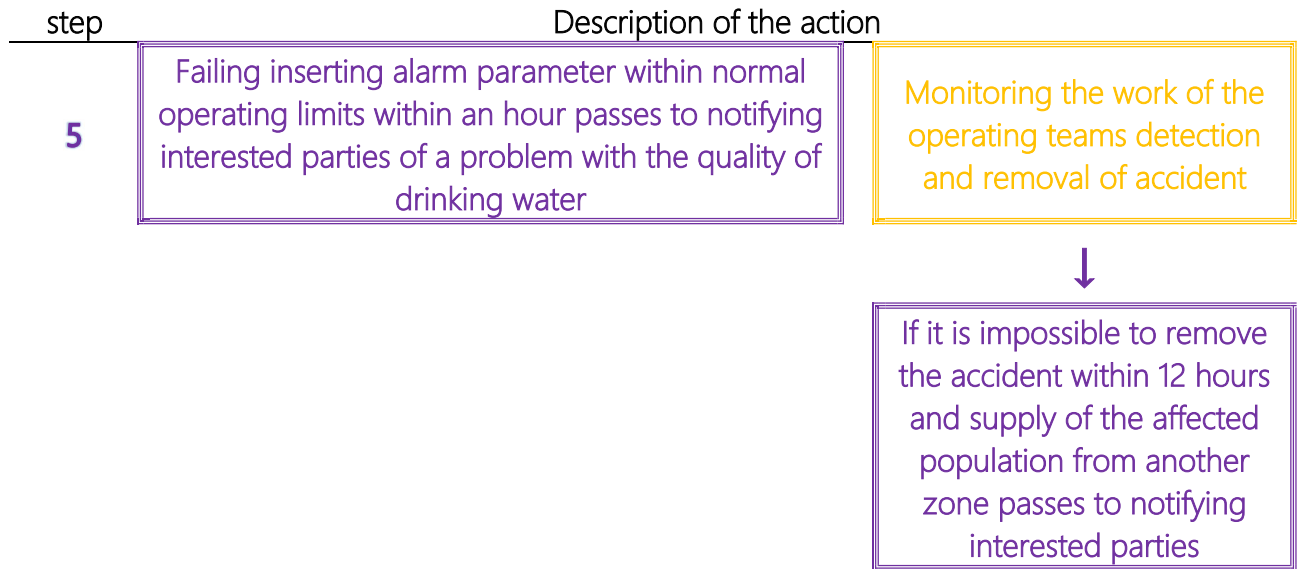 step Description of the action
5
Failing inserting alarm parameter within normal
operating limits within an hour passes to notifying
interested parties of a problem with the quality of
drinking water
Monitoring the work of the
operating teams detection
and removal of accident
↓
If it is impossible to remove
the accident within 12 hours
and supply of the affected
population from another
zone passes to notifying
interested parties